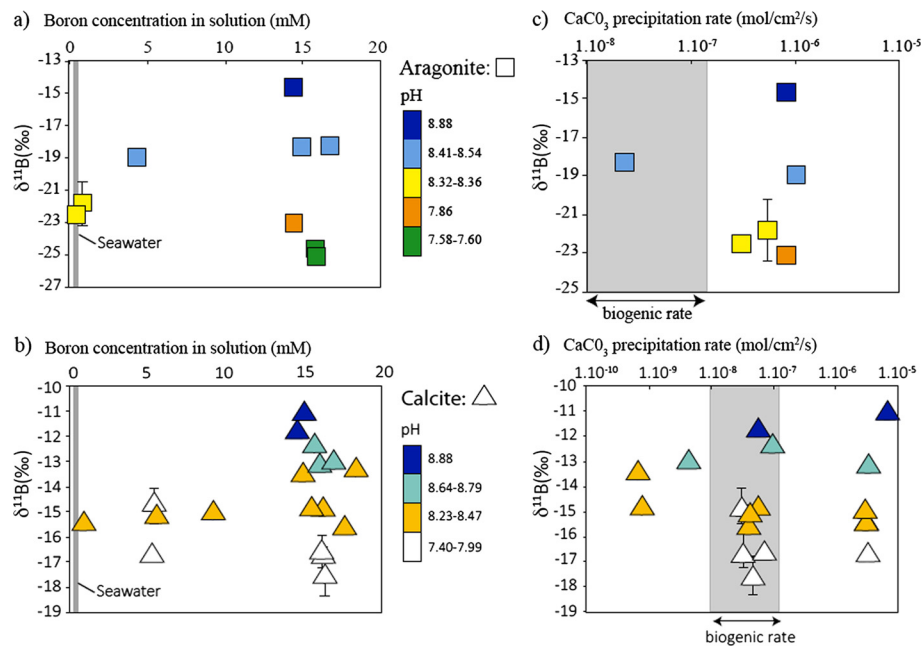 a) Boron concentration in solution (mM)
0 5 10 15 20
-13
-15
-17
-19
-21
-23
-25
-27
δ¹¹B(‰)
Seawater
Aragonite:
pH
8.88
8.41-8.54
8.32-8.36
7.86
7.58-7.60
c) CaC0₃ precipitation rate (mol/cm²/s)
1.10⁻⁸ 1.10⁻⁷ 1.10⁻⁶ 1.10⁻⁵
-13
-15
-17
-19
-21
-23
-25
δ¹¹B(‰)
biogenic rate
b) Boron concentration in solution (mM)
0 5 10 15 20
-10
-11
-12
-13
-14
-15
-16
-17
-18
-19
δ¹¹B(‰)
Seawater
Calcite:
pH
8.88
8.64-8.79
8.23-8.47
7.40-7.99
d) CaC0₃ precipitation rate (mol/cm²/s)
1.10⁻¹⁰ 1.10⁻⁹ 1.10⁻⁸ 1.10⁻⁷ 1.10⁻⁶ 1.10⁻⁵
-10
-11
-12
-13
-14
-15
-16
-17
-18
-19
δ¹¹B(‰)
biogenic rate